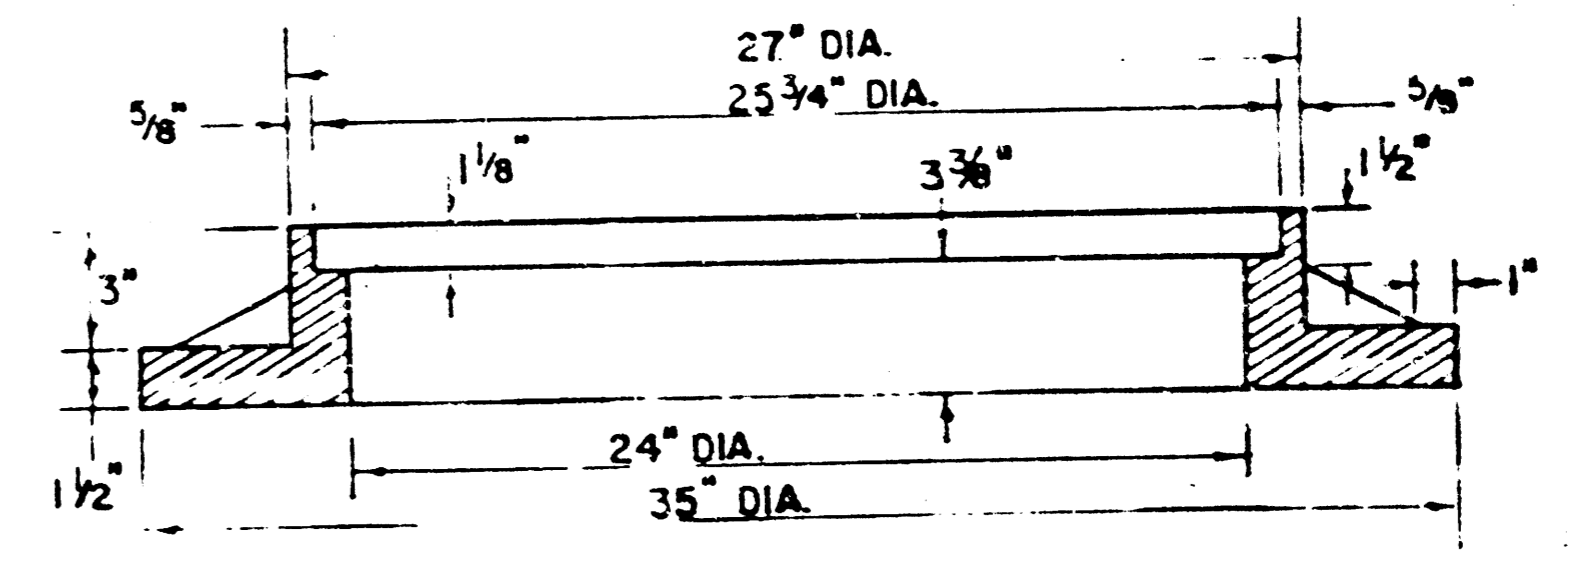 27" DIA.
25 3/4" DIA.
5/8"
5/8"
1 1/8"
3 3/8"
1 1/2"
3"
1"
24" DIA.
1 1/2"
35" DIA.